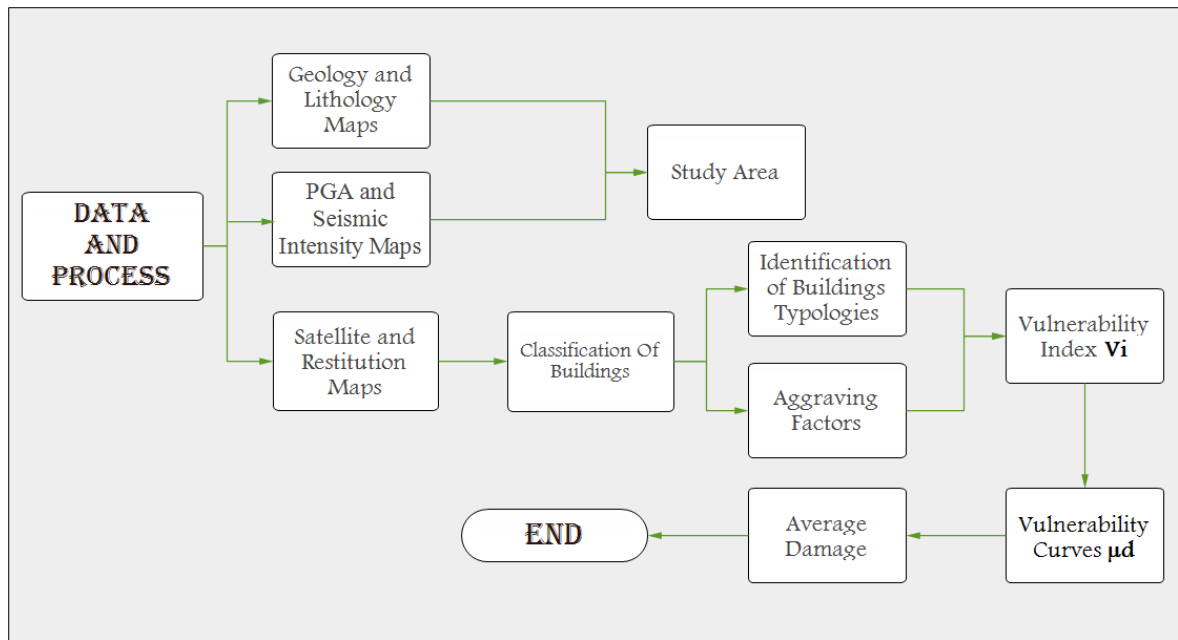 Geology and
Lithology
Maps
PGA and
Seismic
Intensity Maps
Study Area
DATA
AND
PROCESS
Identification
of Buildings
Typologies
Satellite and
Restitution
Maps
Classification Of
Buildings
Vulnerability
Index Vi
Aggraving
Factors
END
Average
Damage
Vulnerability
Curves µd